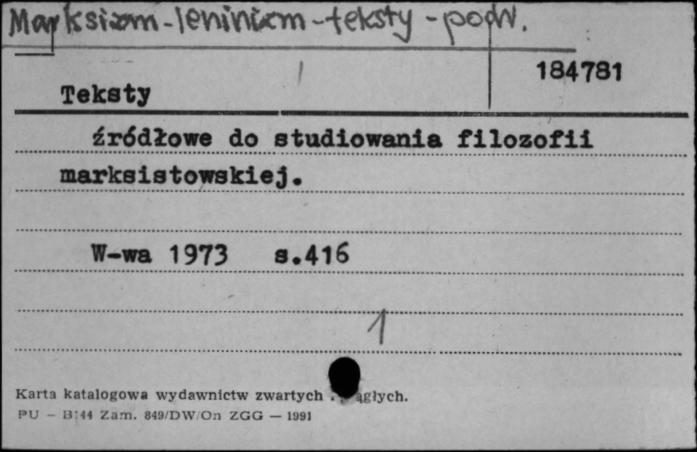 Marksizm-leninizm-teksty-podr.
184781
Teksty
źródłowe do studiowania filozofii
marksistowskiej.
W-wa 1973 s.416
1
Karta katalogowa wydawnictw zwartych
PU - B/44 Zam. 849/DW/On ZGG — 1991